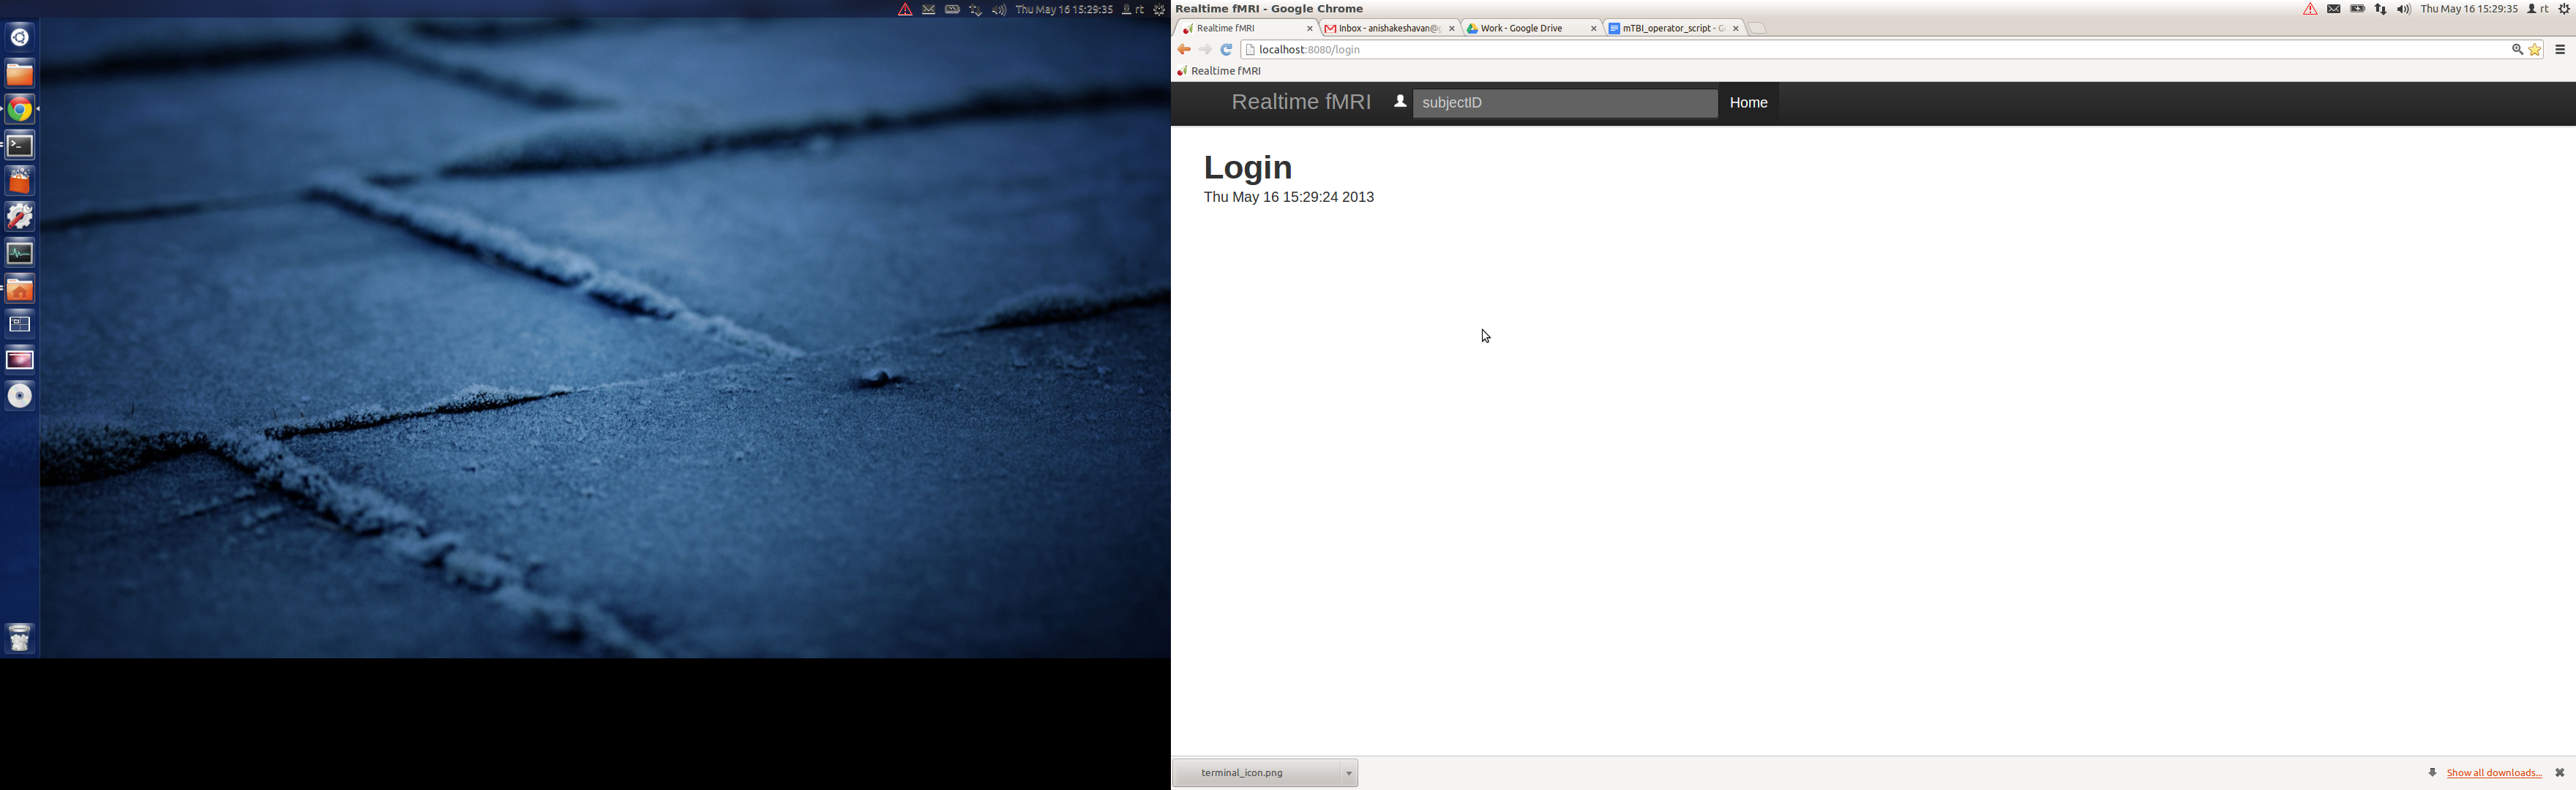 Thu May 16 15:29:35 rt
Realtime fMRI - Google Chrome
Thu May 16 15:29:35 rt
Realtime fMRI
Inbox - anishakeshavan@g
Work - Google Drive
mTBI_operator_script - G
localhost:8080/login
Realtime fMRI
Realtime fMRI subjectID Home
Login
Thu May 16 15:29:24 2013
terminal_icon.png
Show all downloads...